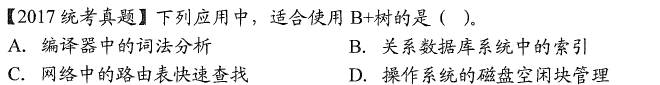 【2017 统考真题】下列应用中，适合使用 B+树的是（ ）。
A. 编译器中的词法分析 B. 关系数据库系统中的索引
C. 网络中的路由表快速查找 D. 操作系统的磁盘空闲块管理